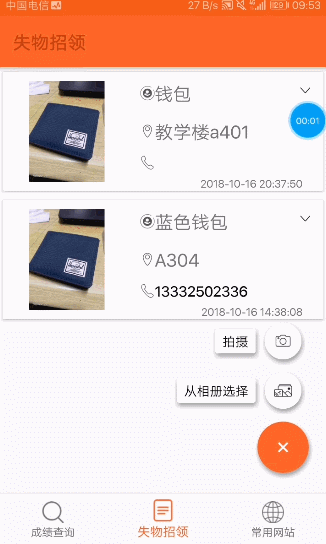 中国电信 27 B/s 4G 09:53
失物招领
钱包
00:01
教学楼a401
2018-10-16 20:37:50
蓝色钱包
A304
13332502336
2018-10-16 14:38:08
拍摄
从相册选择
成绩查询
失物招领
常用网站